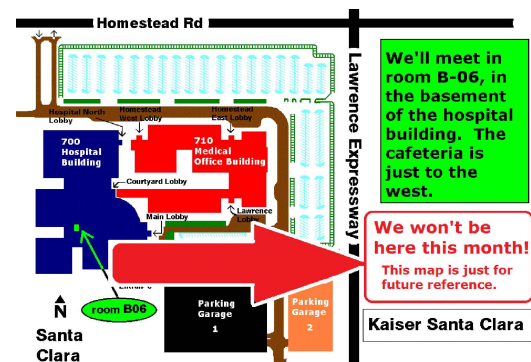 Homestead Rd
Lawrence Expressway
We'll meet in
room B-06, in
the basement
of the hospital
building. The
cafeteria is
just to the
west.
Hospital North
Lobby
Homestead
West Lobby
Homestead
East Lobby
700
Hospital
Building
710
Medical
Office Building
Courtyard Lobby
Main Lobby
Lawrence
We won't be
here this month!
This map is just for
future reference.
room B06
N
Santa
Clara
Parking
Garage
1
Parking
Garage
2
Kaiser Santa Clara